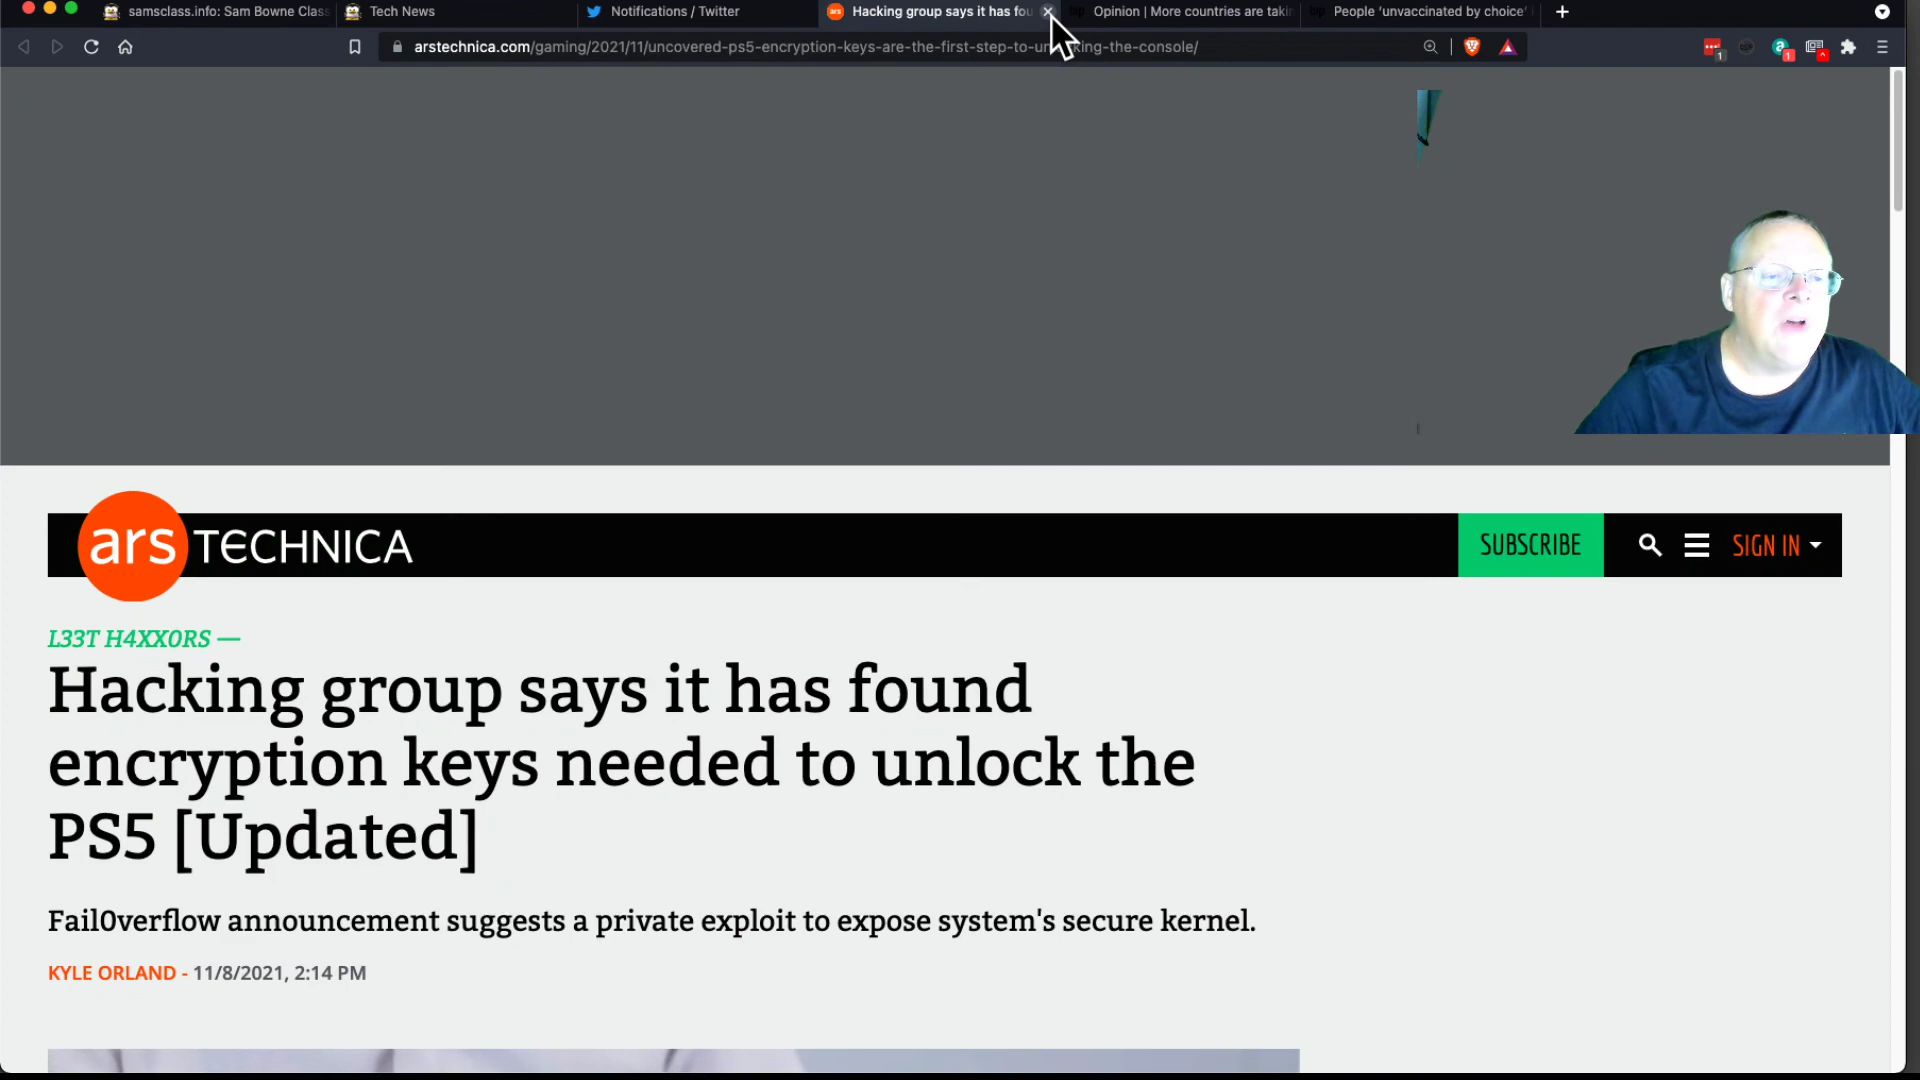 samsclass.info: Sam Bowne Class
Tech News
Notifications / Twitter
Hacking group says it has fou
Opinion | More countries are takin
People ‘unvaccinated by choice’
arstechnica.com/gaming/2021/11/uncovered-ps5-encryption-keys-are-the-first-step-to-un king-the-console/
ars TECHNICA
SUBSCRIBE
SIGN IN
L33T H4XX0RS —
Hacking group says it has found
encryption keys needed to unlock the
PS5 [Updated]
Fail0verflow announcement suggests a private exploit to expose system's secure kernel.
KYLE ORLAND - 11/8/2021, 2:14 PM